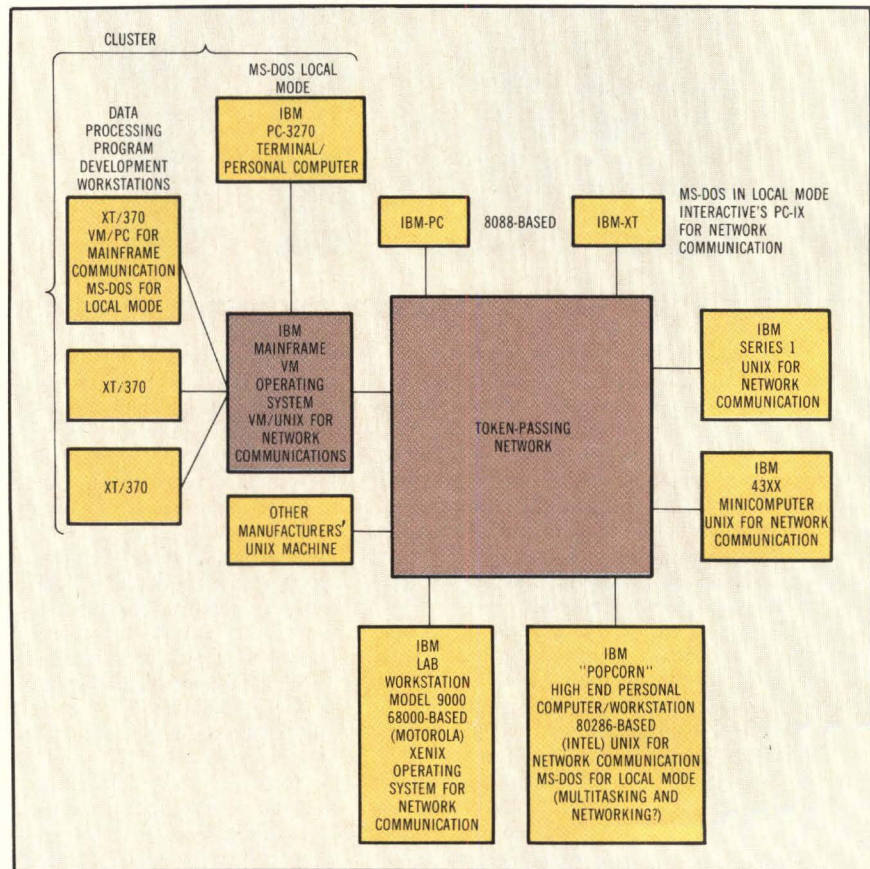 CLUSTER
MS-DOS LOCAL
MODE
DATA
PROCESSING
PROGRAM
DEVELOPMENT
WORKSTATIONS
IBM
PC-3270
TERMINAL/
PERSONAL COMPUTER
XT/370
VM/PC FOR
MAINFRAME
COMMUNICATION
MS-DOS FOR
LOCAL MODE
XT/370
XT/370
IBM
MAINFRAME
VM
OPERATING
SYSTEM
VM/UNIX FOR
NETWORK
COMMUNICATIONS
OTHER
MANUFACTURERS'
UNIX MACHINE
IBM-PC
8088-BASED
IBM-XT
MS-DOS IN LOCAL MODE
INTERACTIVE'S PC-IX
FOR NETWORK
COMMUNICATION
TOKEN-PASSING
NETWORK
IBM
SERIES 1
UNIX FOR
NETWORK
COMMUNICATION
IBM
43XX
MINICOMPUTER
UNIX FOR NETWORK
COMMUNICATION
IBM
LAB
WORKSTATION
MODEL 9000
68000-BASED
(MOTOROLA)
XENIX
OPERATING
SYSTEM FOR
NETWORK
COMMUNICATION
IBM
"POPCORN"
HIGH END PERSONAL
COMPUTER/WORKSTATION
80286-BASED
(INTEL) UNIX FOR
NETWORK COMMUNICATION
MS-DOS FOR LOCAL MODE
(MULTITASKING AND
NETWORKING?)